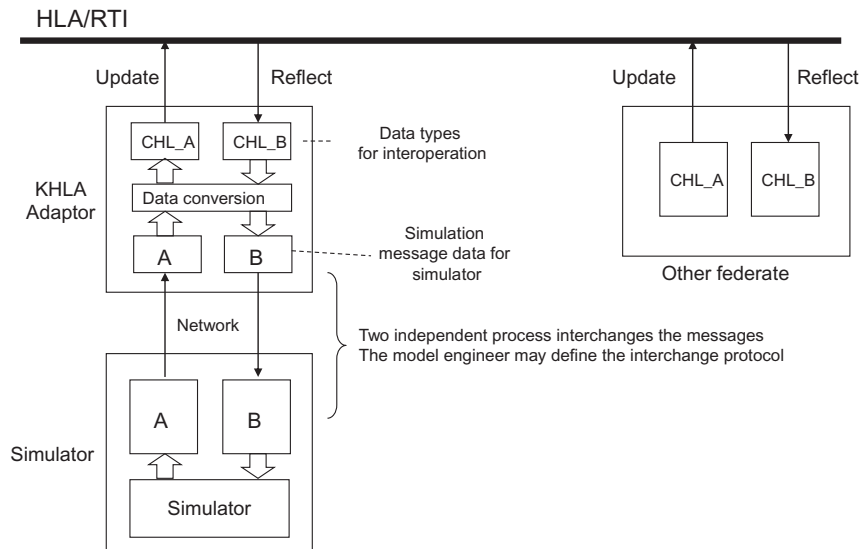 HLA/RTI
Update
Reflect
Update
Reflect
CHL_A
CHL_B
Data types
for interoperation
KHLA
Adaptor
Data conversion
CHL_A
CHL_B
A
B
Simulation
message data for
simulator
Other federate
Network
Two independent process interchanges the messages
The model engineer may define the interchange protocol
A
B
Simulator
Simulator